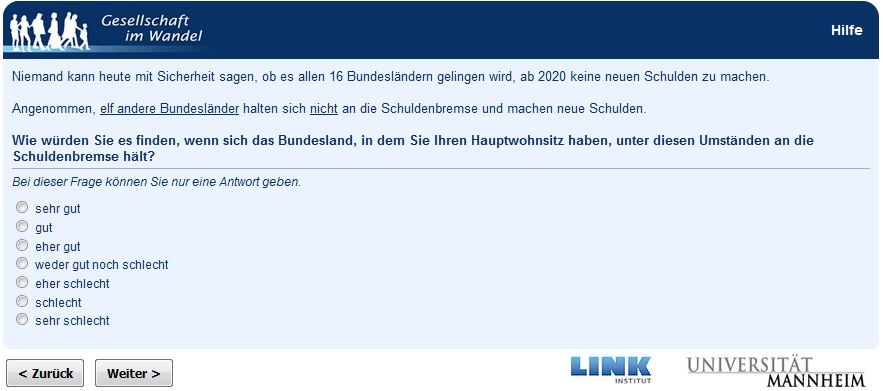 Gesellschaft
im Wandel
Hilfe
Niemand kann heute mit Sicherheit sagen, ob es allen 16 Bundesländern gelingen wird, ab 2020 keine neuen Schulden zu machen.
Angenommen, elf andere Bundesländer halten sich nicht an die Schuldenbremse und machen neue Schulden.
Wie würden Sie es finden, wenn sich das Bundesland, in dem Sie Ihren Hauptwohnsitz haben, unter diesen Umständen an die
Schuldenbremse hält?
Bei dieser Frage können Sie nur eine Antwort geben.
sehr gut
gut
eher gut
weder gut noch schlecht
eher schlecht
schlecht
sehr schlecht
< Zurück
Weiter >
LINK
INSTITUT
UNIVERSITÄT
MANNHEIM